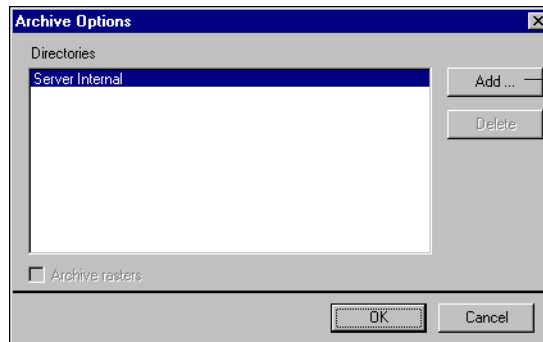 Archive Options
Directories
Server Internal
Add ...
Delete
Archive rasters
OK
Cancel